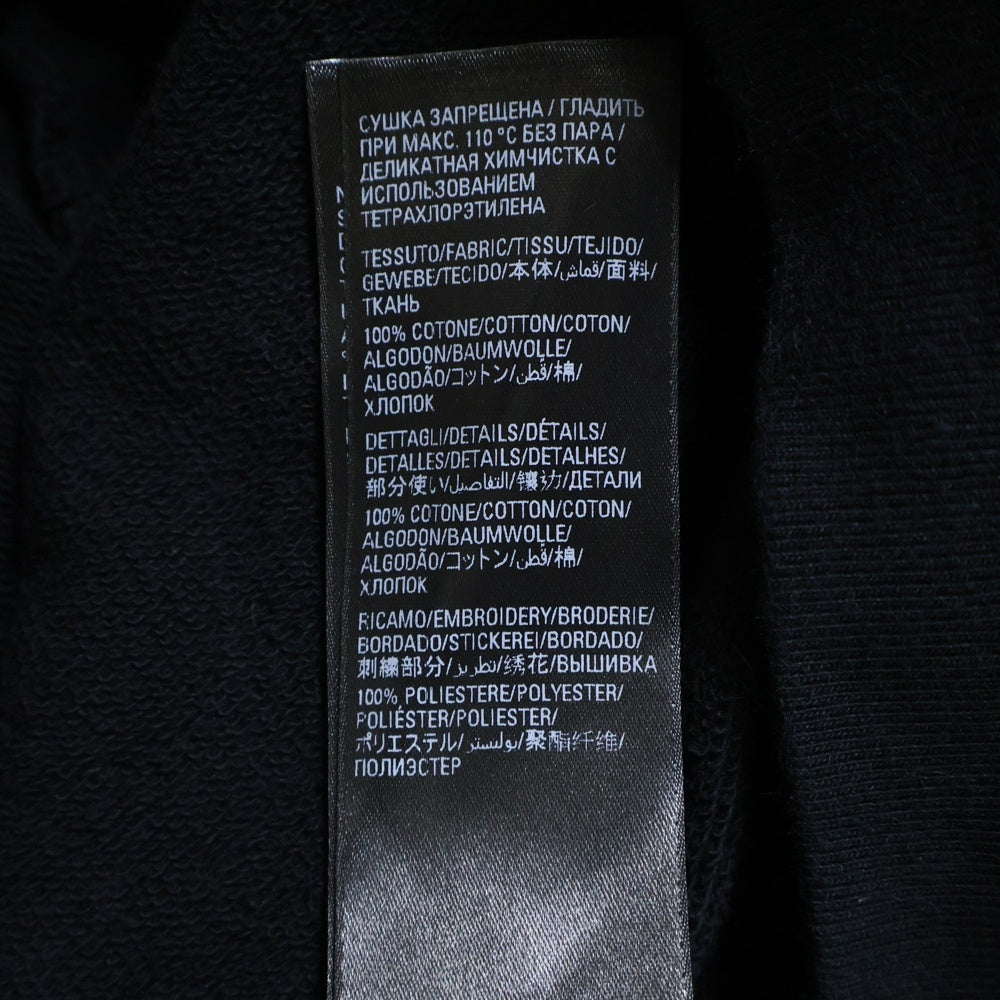 СУШКА ЗАПРЕЩЕНА / ГЛАДИТЬ
ПРИ МАКС. 110 °C БЕЗ ПАРА /
ДЕЛИКАТНАЯ ХИМЧИСТКА С
ИСПОЛЬЗОВАНИЕМ
ТЕТРАХЛОРЭТИЛЕНА
TESSUTO/FABRIC/TISSU/TEJIDO/
GEWEBE/TECIDO/本体/قماش/面料/
ТКАНЬ
100% COTONE/COTTON/COTON/
ALGODON/BAUMWOLLE/
ALGODÃO/コットン/قطن/棉/
ХЛОПОК
DETTAGLI/DETAILS/DÉTAILS/
DETALLES/DETAILS/DETALHES/
部分使い/التفاصيل/镶边/ДЕТАЛИ
100% COTONE/COTTON/COTON/
ALGODON/BAUMWOLLE/
ALGODÃO/コットン/قطن/棉/
ХЛОПОК
RICAMO/EMBROIDERY/BRODERIE/
BORDADO/STICKEREI/BORDADO/
刺繍部分/تطريز/绣花/ВЫШИВКА
100% POLIESTERE/POLYESTER/
POLIÉSTER/POLIESTER/
ポリエステル/بوليستر/聚酯纤维/
ПОЛИЭСТЕР